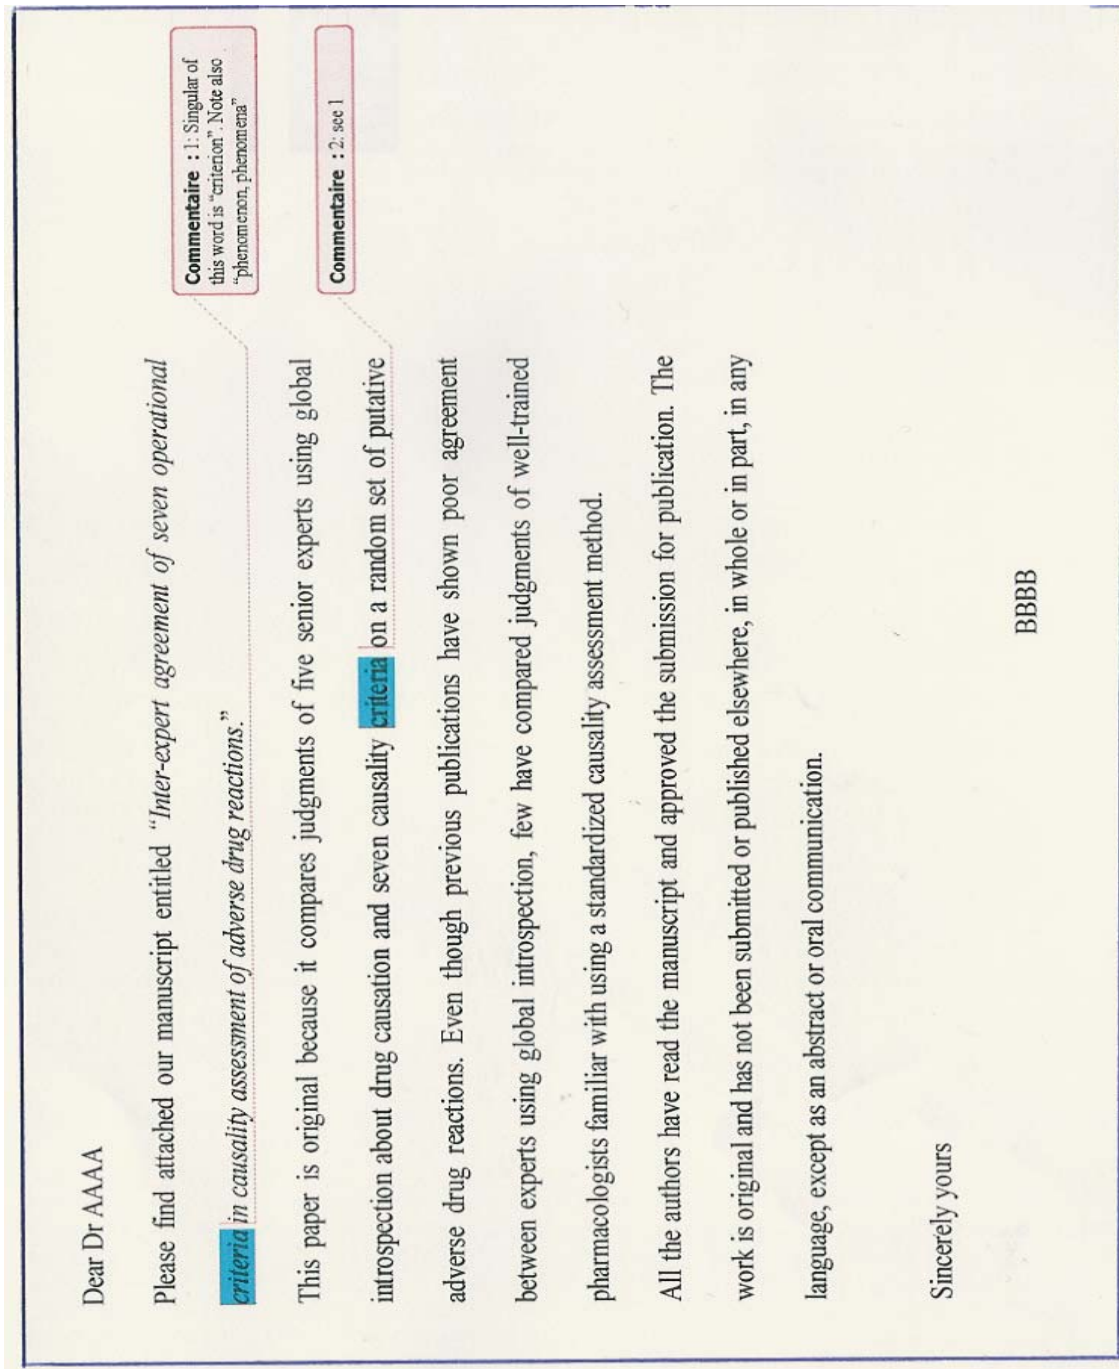 Dear Dr AAAA
Please find attached our manuscript entitled “Inter-expert agreement of seven operational
criteria in causality assessment of adverse drug reactions.”
Commentaire : 1: Singular of
this word is “criterion”. Note also
“phenomenon, phenomena”
This paper is original because it compares judgments of five senior experts using global
introspection about drug causation and seven causality criteria on a random set of putative
Commentaire : 2: see 1
adverse drug reactions. Even though previous publications have shown poor agreement
between experts using global introspection, few have compared judgments of well-trained
pharmacologists familiar with using a standardized causality assessment method.
All the authors have read the manuscript and approved the submission for publication. The
work is original and has not been submitted or published elsewhere, in whole or in part, in any
language, except as an abstract or oral communication.
Sincerely yours
BBBB